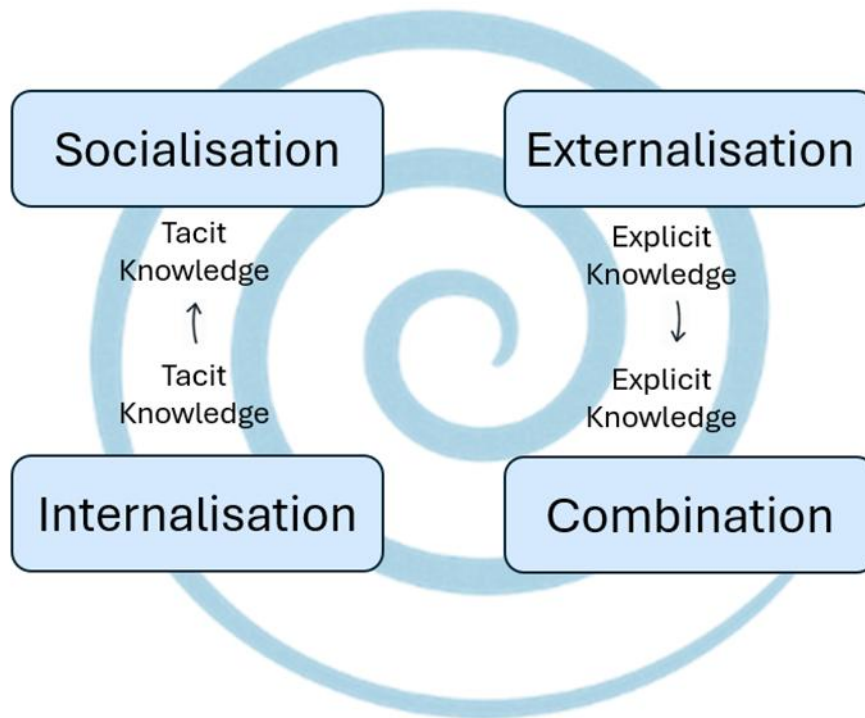 Socialisation
Externalisation
Tacit
Knowledge
Explicit
Knowledge
Tacit
Knowledge
Explicit
Knowledge
Internalisation
Combination